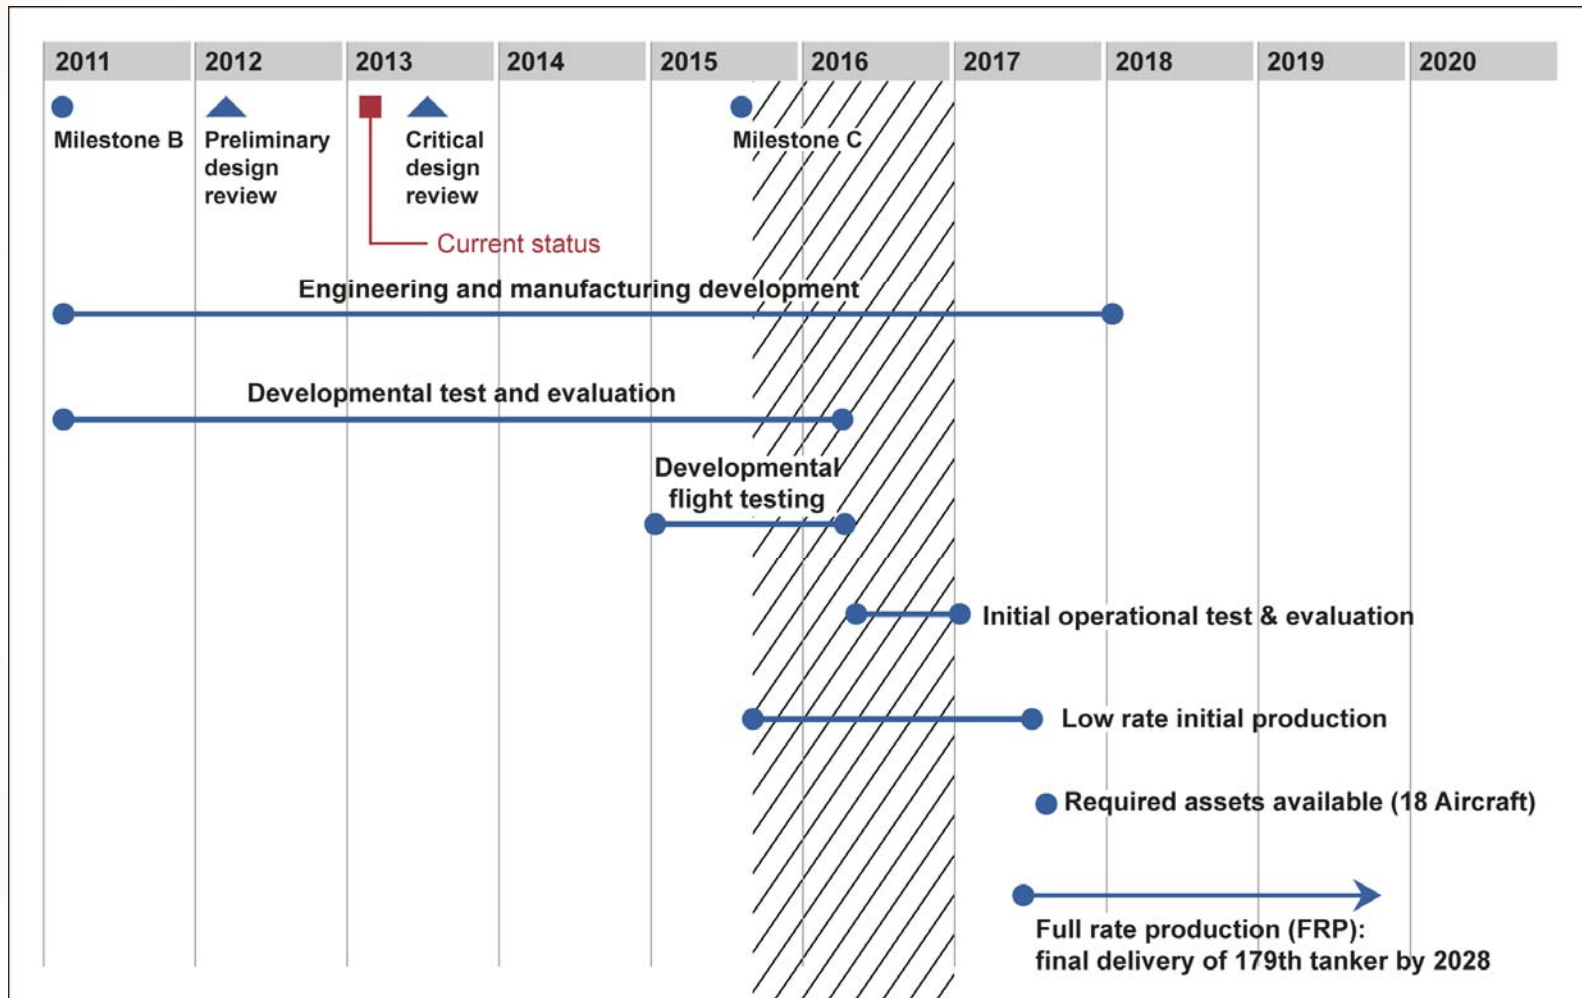 2011 2012 2013 2014 2015 2016 2017 2018 2019 2020
Milestone B
Preliminary
design
review
Critical
design
review
Milestone C
Current status
Engineering and manufacturing development
Developmental test and evaluation
Developmental
flight testing
Initial operational test & evaluation
Low rate initial production
Required assets available (18 Aircraft)
Full rate production (FRP):
final delivery of 179th tanker by 2028